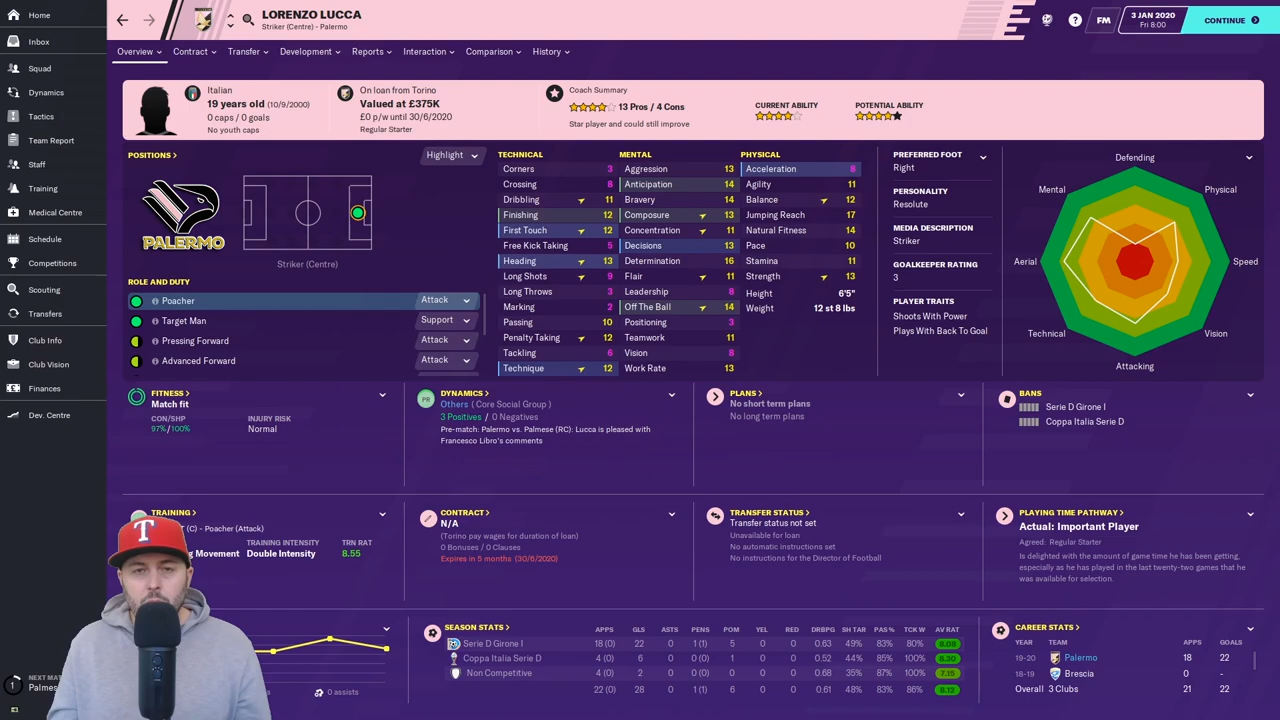 LORENZO LUCCA
Striker (Centre) - Palermo
FM
3 JAN 2020
Fri 8:00
CONTINUE
Home
Inbox
Squad
Dynamics
Tactics
Team Report
Staff
Training
Medical Centre
Schedule
Competitions
Scouting
Transfers
Club Info
Club Vision
Finances
Dev. Centre
Overview Contract Transfer Development Reports Interaction Comparison History
Italian
19 years old (10/9/2000)
0 caps / 0 goals
No youth caps
On loan from Torino
Valued at £375K
£0 p/w until 30/6/2020
Regular Starter
Coach Summary
13 Pros / 4 Cons
Star player and could still improve
CURRENT ABILITY
POTENTIAL ABILITY
POSITIONS
Highlight
PALERMO
Striker (Centre)
ROLE AND DUTY
Poacher Attack
Target Man Support
Pressing Forward Attack
Advanced Forward Attack
TECHNICAL
Corners 3
Crossing 8
Dribbling 11
Finishing 12
First Touch 12
Free Kick Taking 5
Heading 13
Long Shots 9
Long Throws 3
Marking 2
Passing 10
Penalty Taking 12
Tackling 6
Technique 12
MENTAL
Aggression 13
Anticipation 14
Bravery 14
Composure 13
Concentration 11
Decisions 13
Determination 16
Flair 11
Leadership 8
Off The Ball 14
Positioning 3
Teamwork 11
Vision 8
Work Rate 13
PHYSICAL
Acceleration 8
Agility 11
Balance 12
Jumping Reach 17
Natural Fitness 14
Pace 10
Stamina 11
Strength 13
Height 6'5"
Weight 12 st 8 lbs
PREFERRED FOOT
Right
PERSONALITY
Resolute
MEDIA DESCRIPTION
Striker
GOALKEEPER RATING
3
PLAYER TRAITS
Shoots With Power
Plays With Back To Goal
Defending
Mental
Physical
Aerial
Speed
Technical
Vision
Attacking
FITNESS
Match fit
CON/SHP
97% / 100%
INJURY RISK
Normal
PR
DYNAMICS
Others ( Core Social Group )
3 Positives / 0 Negatives
Pre-match: Palermo vs. Palmese (RC): Lucca is pleased with
Francesco Libro's comments
PLANS
No short term plans
No long term plans
BANS
Serie D Girone I
Coppa Italia Serie D
TRAINING
(C) - Poacher (Attack)
Movement
TRAINING INTENSITY
Double Intensity
TRN RAT
8.55
CONTRACT
N/A
(Torino pay wages for duration of loan)
0 Bonuses / 0 Clauses
Expires in 5 months (30/6/2020)
TRANSFER STATUS
Transfer status not set
Unavailable for loan
No automatic instructions set
No instructions for the Director of Football
PLAYING TIME PATHWAY
Actual: Important Player
Agreed: Regular Starter
Is delighted with the amount of game time he has been getting,
especially as he has played in the last twenty-two games that he
was available for selection.
T
1
NEXT MA
Palmes
0 assists
SEASON STATS APPS GLS ASTS PENS POM YEL RED DRBPG SH TAR PAS % TCK W AV RAT
Serie D Girone I 18 (0) 22 0 1 (1) 5 0 0 0.63 49% 83% 80% 8.08
Coppa Italia Serie D 4 (0) 6 0 0 (0) 1 0 0 0.52 44% 85% 100% 8.30
Non Competitive 4 (0) 2 0 0 (0) 0 0 0 0.68 35% 87% 100% 7.15
22 (0) 28 0 1 (1) 6 0 0 0.61 48% 83% 86% 8.12
CAREER STATS
YEAR TEAM APPS GOALS
19-20 Palermo 18 22
18-19 Brescia 0 -
Overall 3 Clubs 21 22